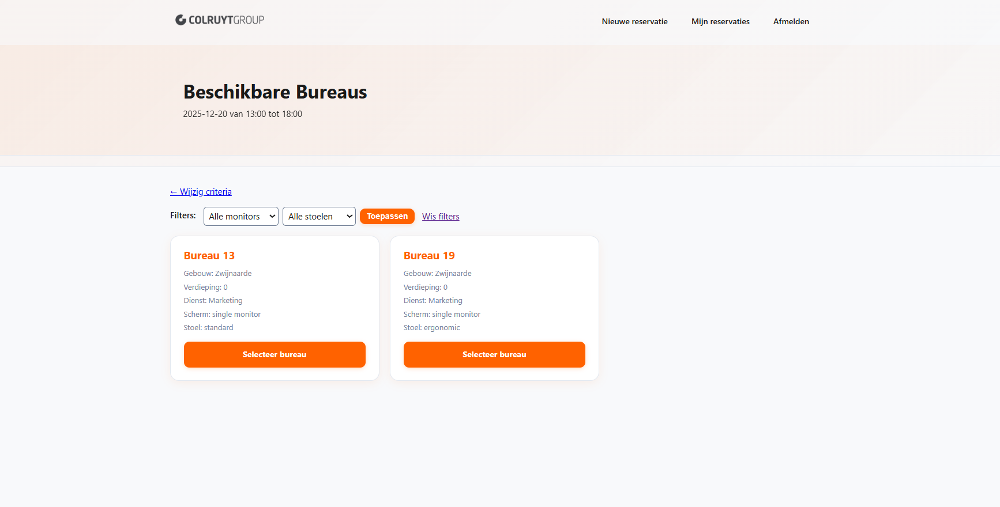 COLRUYTGROUP
Nieuwe reservatie Mijn reservaties Afmelden
Beschikbare Bureaus
2025-12-20 van 13:00 tot 18:00
← Wijzig criteria
Filters: Alle monitors Alle stoelen Toepassen Wis filters
Bureau 13
Gebouw: Zwijnaarde
Verdieping: 0
Dienst: Marketing
Scherm: single monitor
Stoel: standard
Selecteer bureau
Bureau 19
Gebouw: Zwijnaarde
Verdieping: 0
Dienst: Marketing
Scherm: single monitor
Stoel: ergonomic
Selecteer bureau